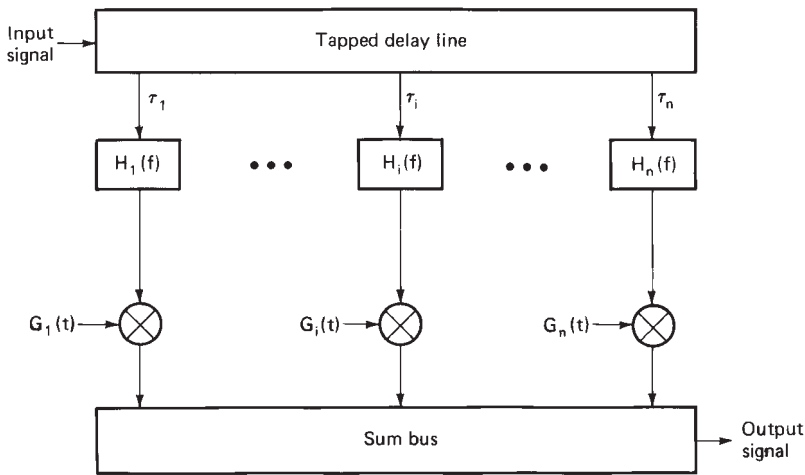 Input
signal
Tapped delay line
τ₁ τᵢ τₙ
H₁(f) ••• Hᵢ(f) ••• Hₙ(f)
G₁(t) Gᵢ(t) Gₙ(t)
Sum bus
Output
signal